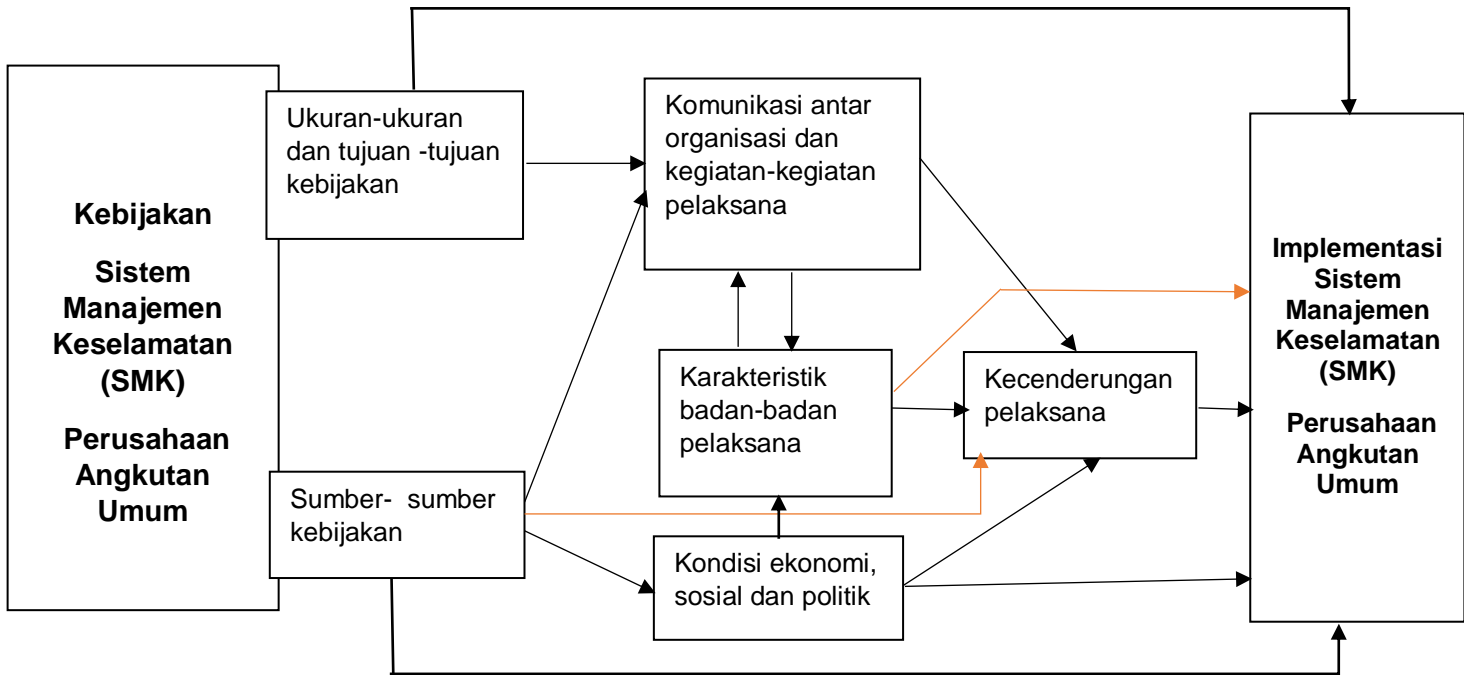 Kebijakan
Sistem
Manajemen
Keselamatan
(SMK)
Perusahaan
Angkutan
Umum
Ukuran-ukuran
dan tujuan -tujuan
kebijakan
Sumber- sumber
kebijakan
Komunikasi antar
organisasi dan
kegiatan-kegiatan
pelaksana
Karakteristik
badan-badan
pelaksana
Kondisi ekonomi,
sosial dan politik
Kecenderungan
pelaksana
Implementasi
Sistem
Manajemen
Keselamatan
(SMK)
Perusahaan
Angkutan
Umum